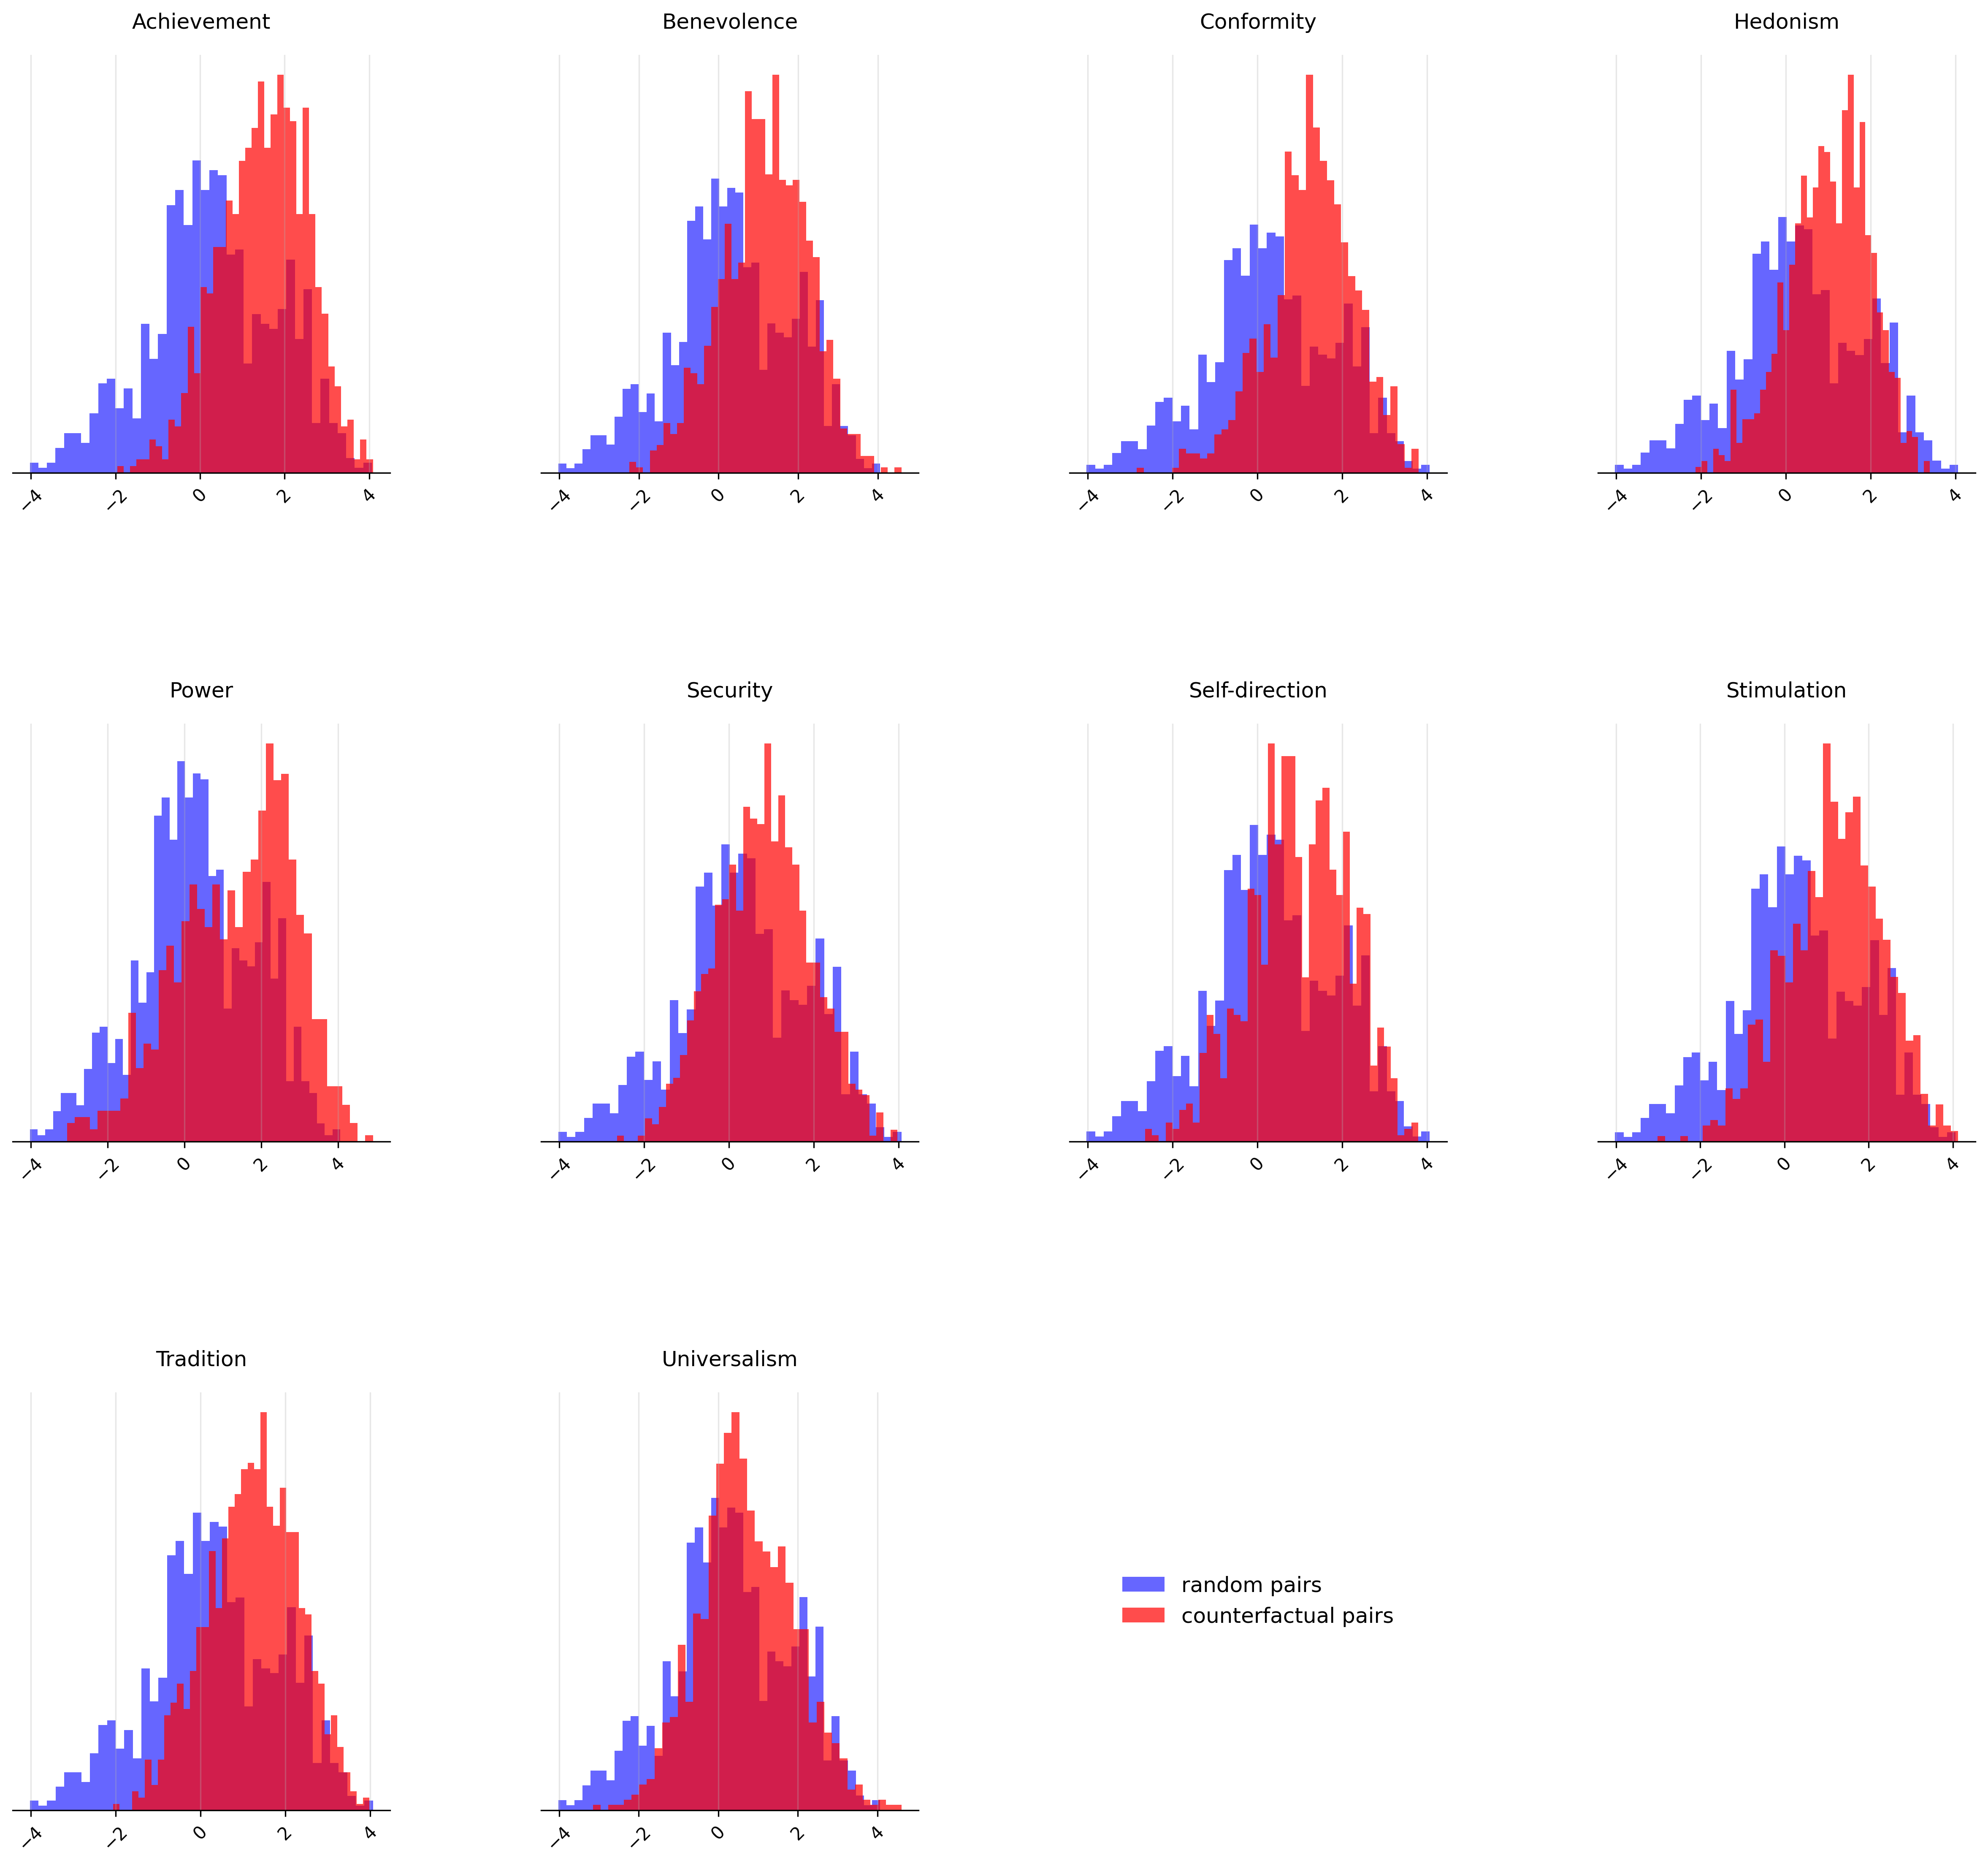 Achievement Benevolence Conformity Hedonism
−4 −2 0 2 4 −4 −2 0 2 4 −4 −2 0 2 4 −4 −2 0 2 4
Power Security Self-direction Stimulation
−4 −2 0 2 4 −4 −2 0 2 4 −4 −2 0 2 4 −4 −2 0 2 4
Tradition Universalism
−4 −2 0 2 4 −4 −2 0 2 4
random pairs
counterfactual pairs